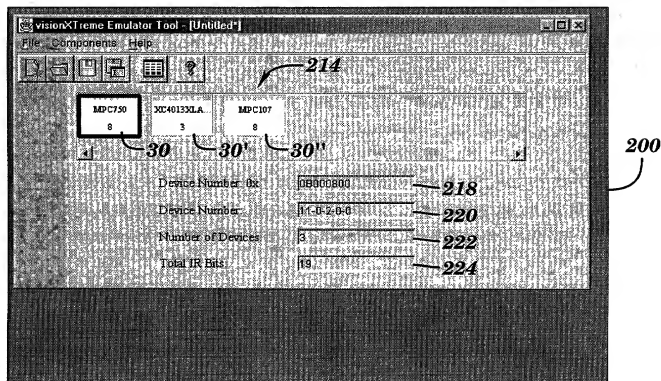 visionXTreme Emulator Tool - [Untitled*]
File Components Help
214
MPC750 XC4013XLA... MPC107
8 3 8
30 30' 30"
200
Device Number: 0x 0B000800 218
Device Number: 11-0-2-0-0 220
Number of Devices 3 222
Total IR Bits: 19 224